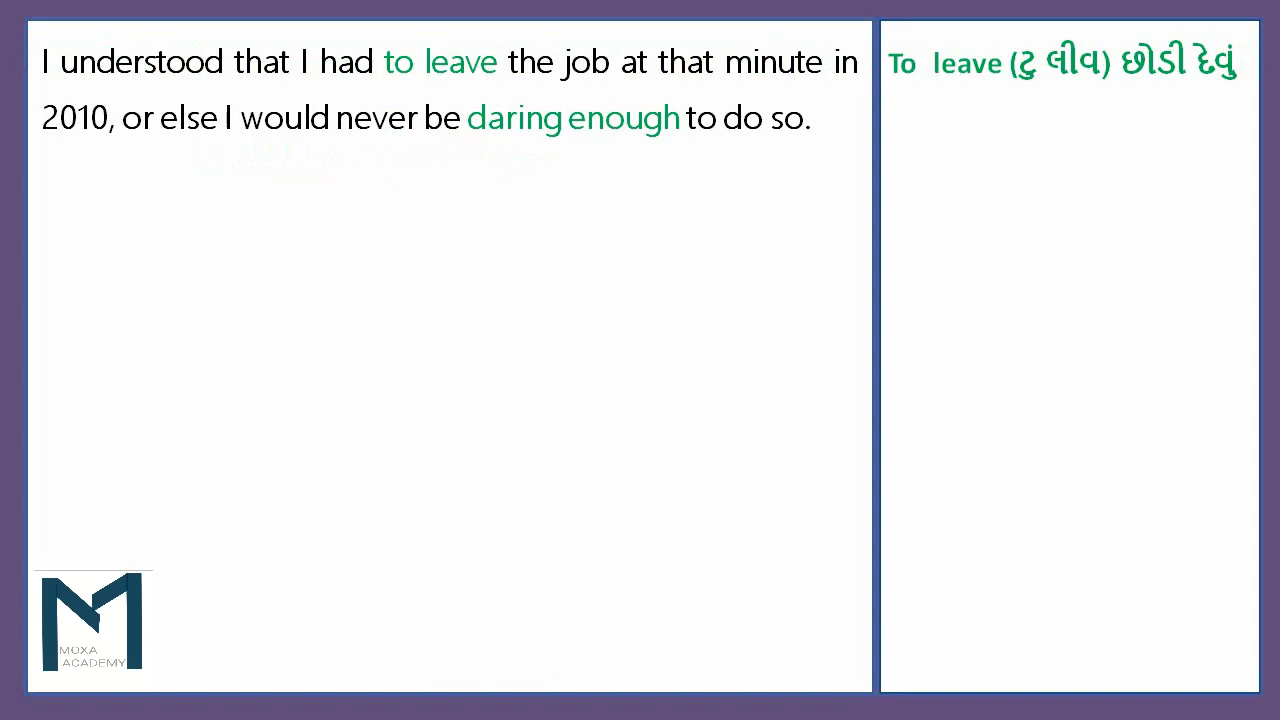 I understood that I had to leave the job at that minute in
2010, or else I would never be daring enough to do so.
To leave (ટુ લીવ) છોડી દેવું
MOXA
ACADEMY